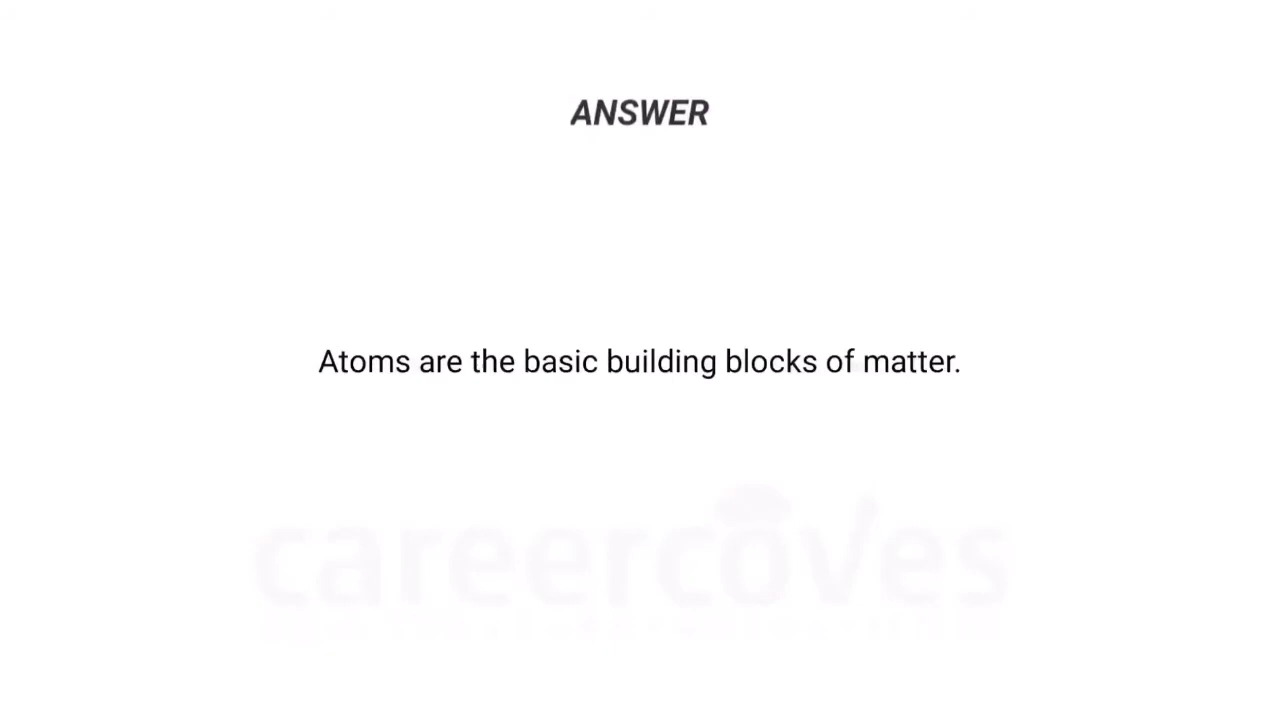 ANSWER
Atoms are the basic building blocks of matter.
careercoves